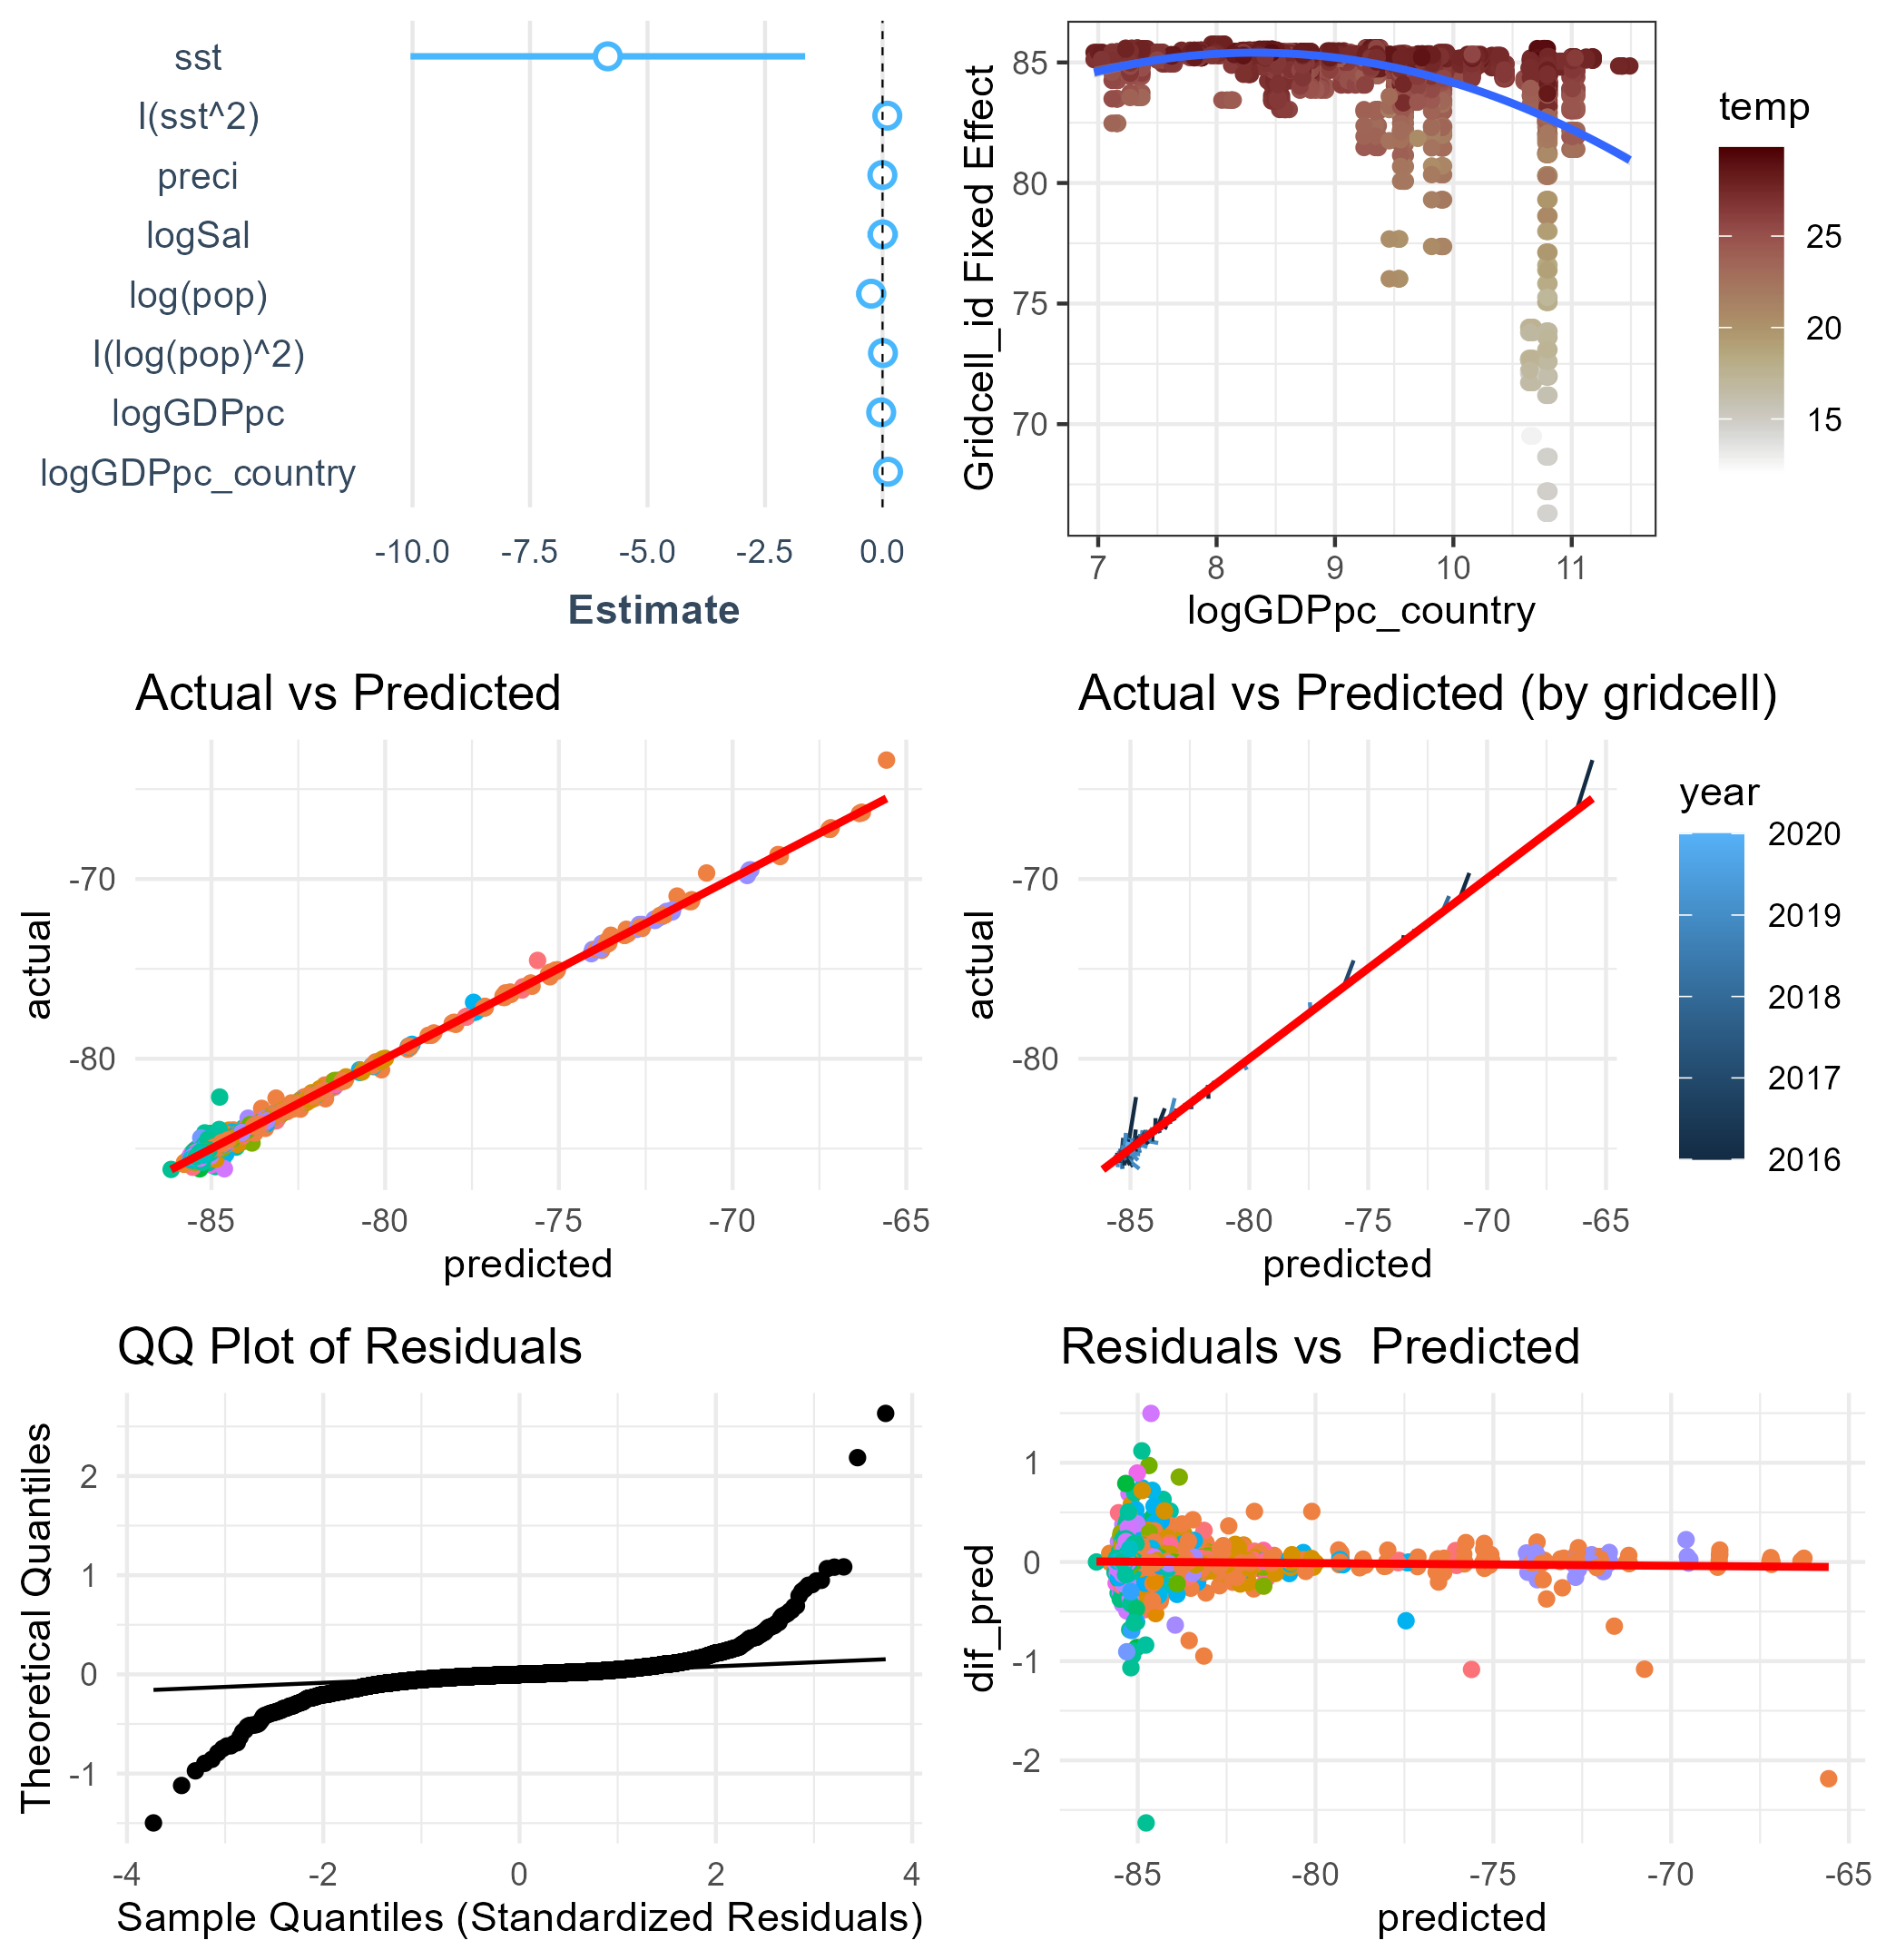 sst
I(sst^2)
preci
logSal
log(pop)
I(log(pop)^2)
logGDPpc
logGDPpc_country
-10.0 -7.5 -5.0 -2.5 0.0
Estimate
Gridcell_id Fixed Effect
85
80
75
70
7 8 9 10 11
logGDPpc_country
temp
25
20
15
Actual vs Predicted
actual
-70
-80
-85 -80 -75 -70 -65
predicted
Actual vs Predicted (by gridcell)
actual
-70
-80
-85 -80 -75 -70 -65
predicted
year
2020
2019
2018
2017
2016
QQ Plot of Residuals
Theoretical Quantiles
2
1
0
-1
-4 -2 0 2 4
Sample Quantiles (Standardized Residuals)
Residuals vs  Predicted
dif_pred
1
0
-1
-2
-85 -80 -75 -70 -65
predicted